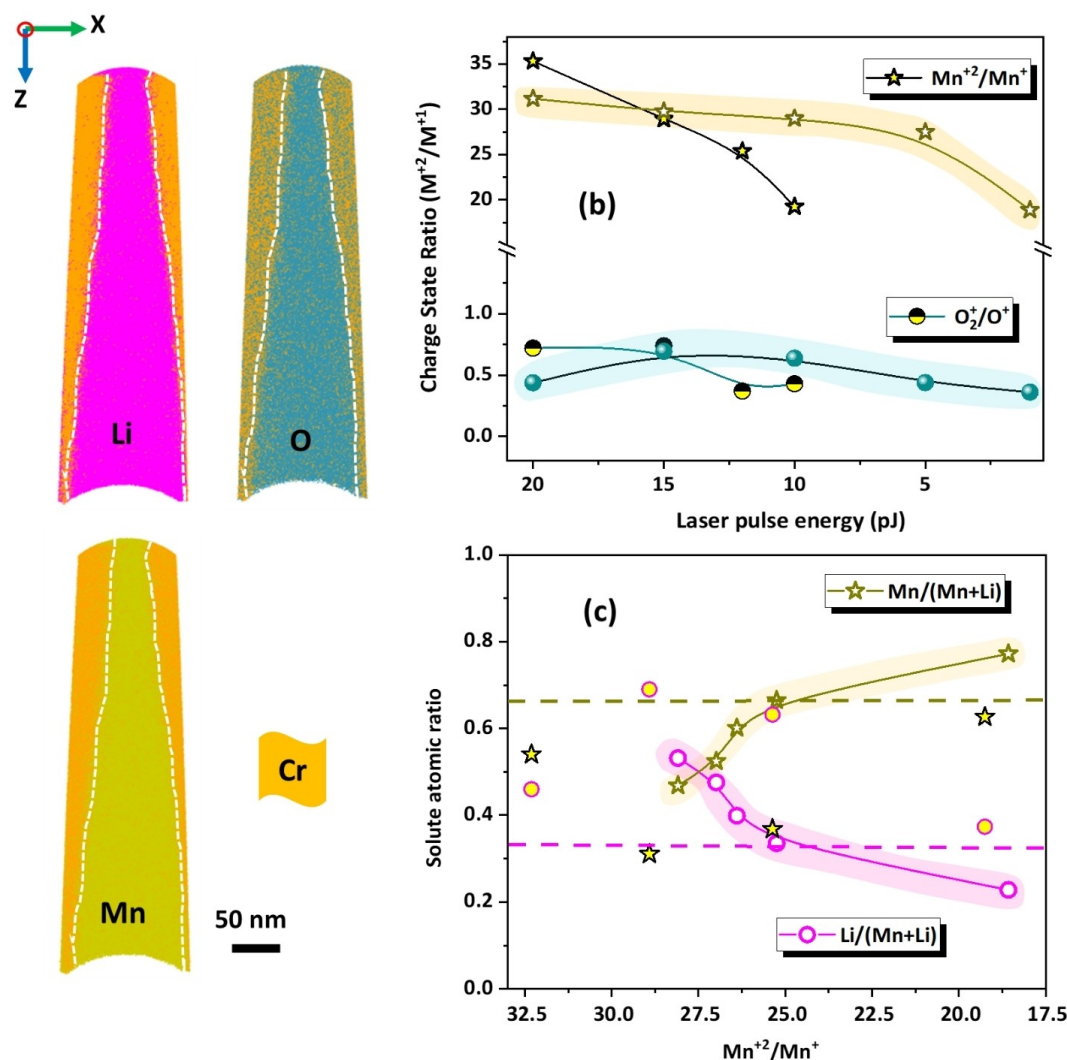 X
Z
Li
O
Mn
Cr
50 nm
(b)
Mn⁺²/Mn⁺
O₂⁺/O⁺
Charge State Ratio (M⁺²/M⁺¹)
35
30
25
20
1.0
0.5
0.0
20 15 10 5
Laser pulse energy (pJ)
(c)
Mn/(Mn+Li)
Li/(Mn+Li)
Solute atomic ratio
1.0
0.8
0.6
0.4
0.2
0.0
32.5 30.0 27.5 25.0 22.5 20.0 17.5
Mn⁺²/Mn⁺